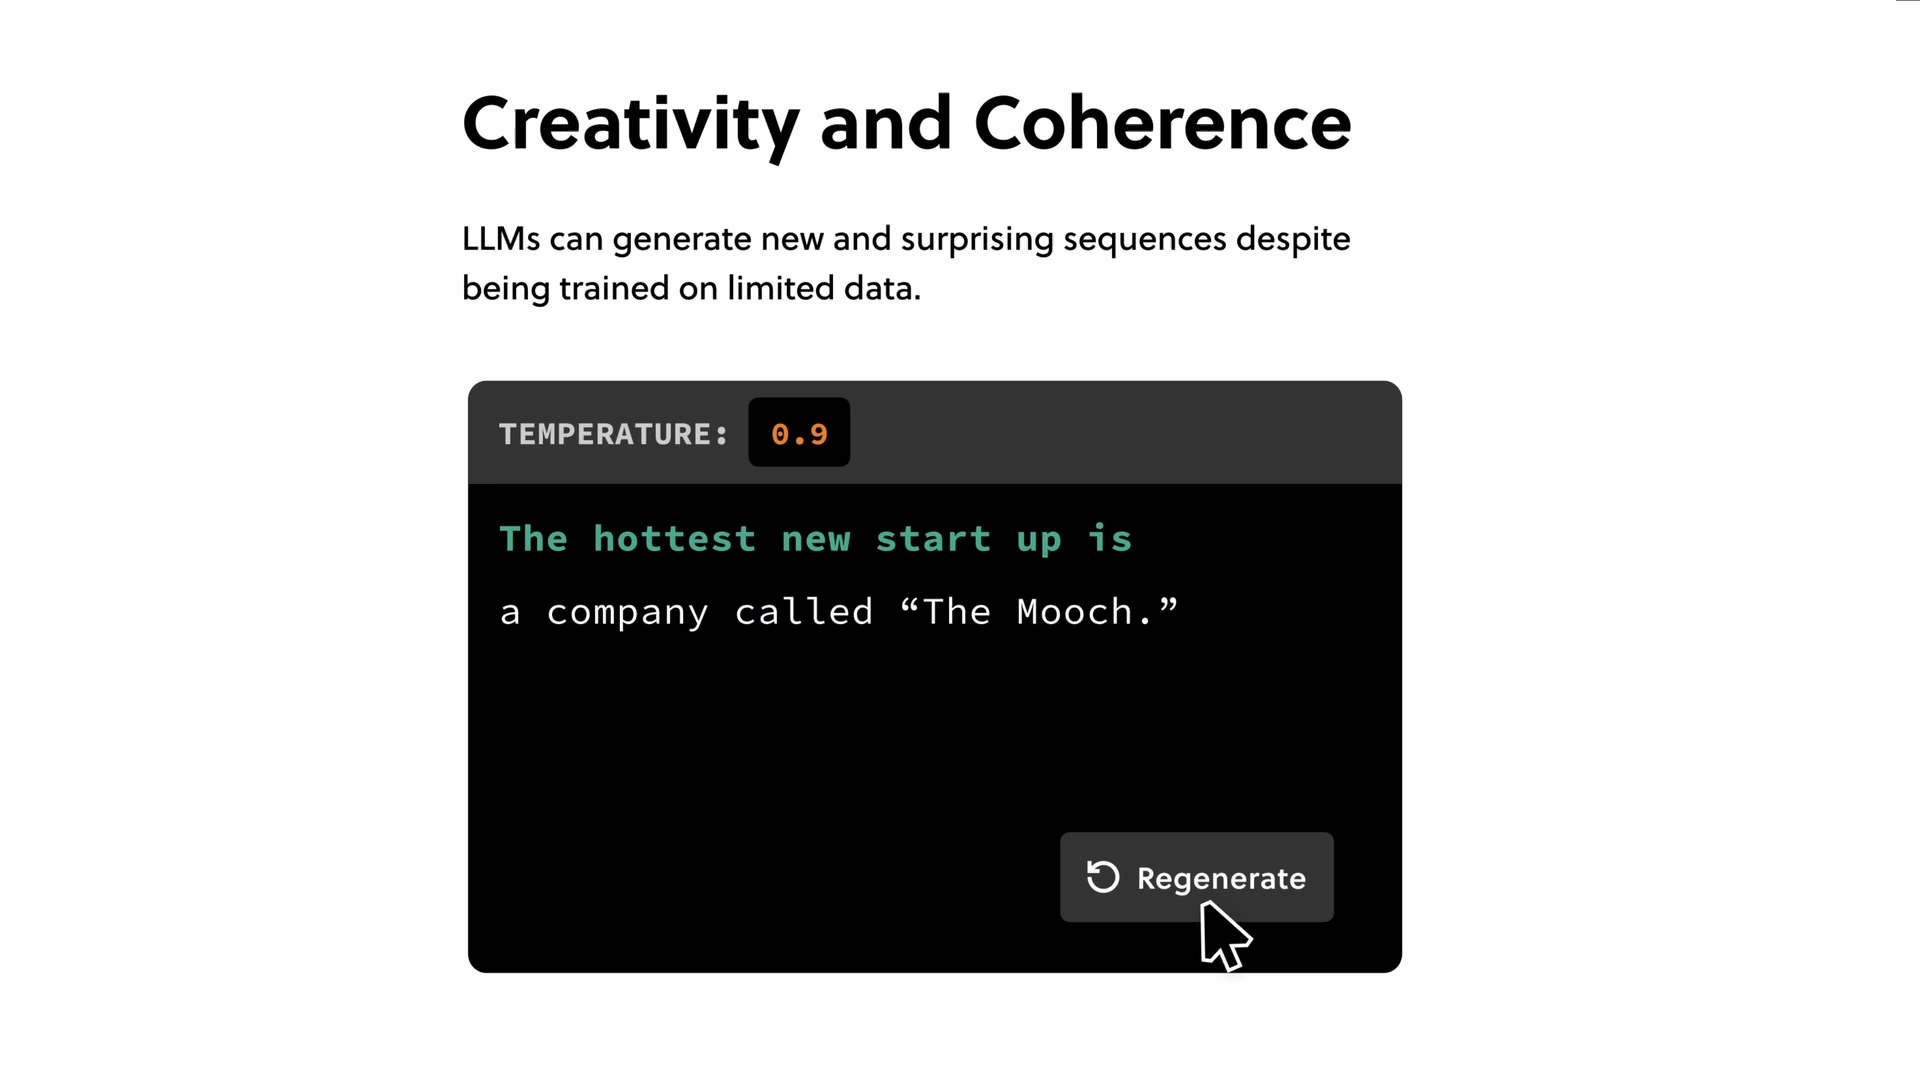 Creativity and Coherence
LLMs can generate new and surprising sequences despite
being trained on limited data.
TEMPERATURE: 0.9
The hottest new start up is
a company called “The Mooch.”
Regenerate